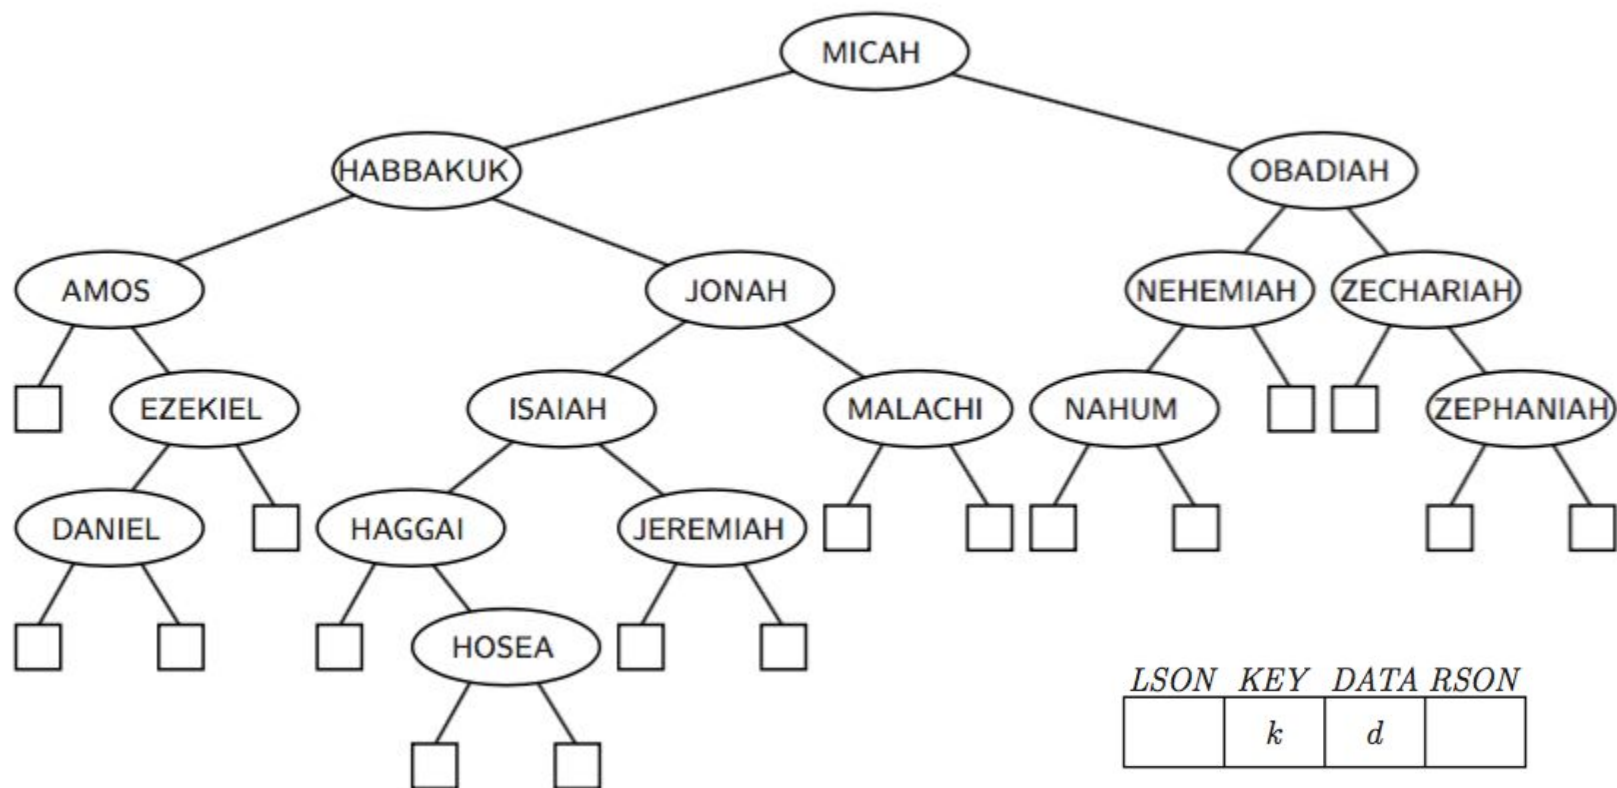 MICAH
HABBAKUK OBADIAH
AMOS JONAH NEHEMIAH ZECHARIAH
EZEKIEL ISAIAH MALACHI NAHUM ZEPHANIAH
DANIEL HAGGAI JEREMIAH
HOSEA
LSON KEY DATA RSON
k d